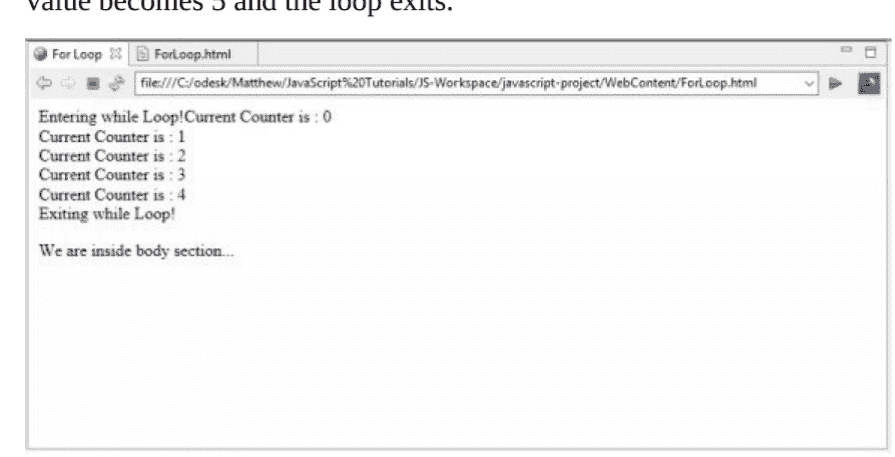 value becomes 5 and the loop exits.
For Loop
ForLoop.html
file:///C:/odesk/Matthew/JavaScript%20Tutorials/JS-Workspace/javascript-project/WebContent/ForLoop.html
Entering while Loop!Current Counter is : 0
Current Counter is : 1
Current Counter is : 2
Current Counter is : 3
Current Counter is : 4
Exiting while Loop!
We are inside body section...